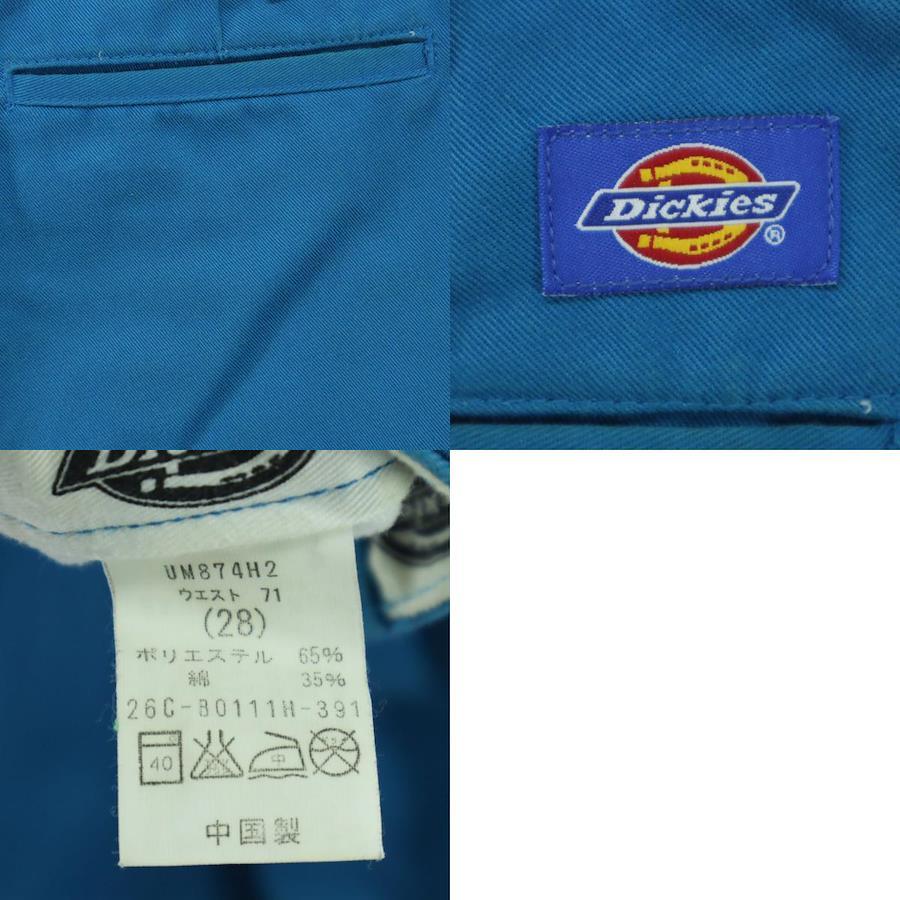 Dickies
®
UM874H2
ウエスト 71
(28)
ポリエステル 65%
綿 35%
26C-B0111H-391
40
中
中国製